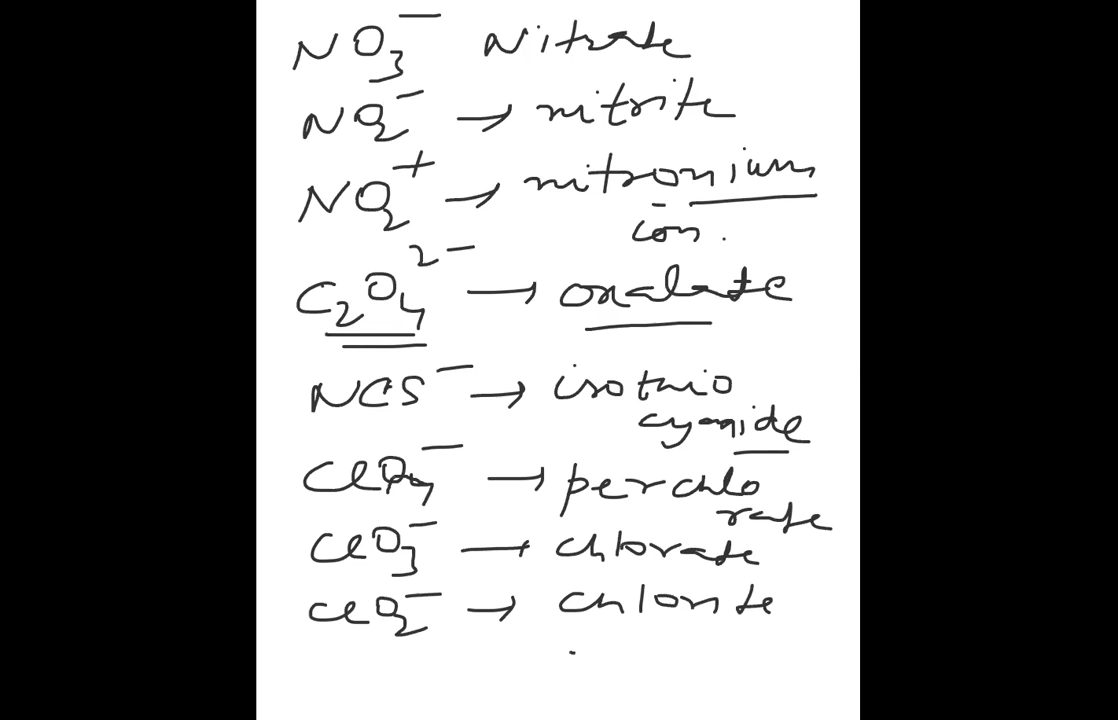 NO₃⁻ Nitrate
NO₂⁻ → nitrite
NO₂⁺ → nitronium
ion.
C₂O₄²⁻ → oxalate
NCS⁻ → isothio
cyanide
ClO₄⁻ → perchlo
rate
ClO₃⁻ → chlorate
ClO₂⁻ → chlorite